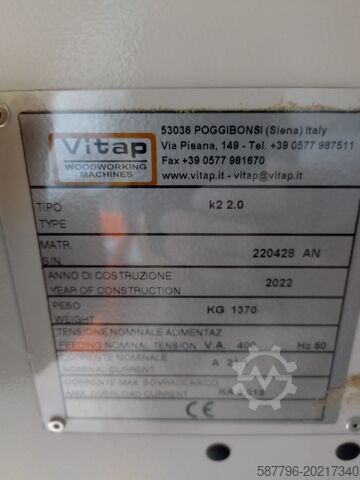 Vitap
WOODWORKING
MACHINES
53036 POGGIBONSI (Siena) Italy
Via Pisana, 149 - Tel. +39 0577 987511
Fax +39 0577 981670
www.vitap.it - vitap@vitap.it
TIPO
TYPE
k2 2.0
MATR.
S/N
220428 AN
ANNO DI COSTRUZIONE
YEAR OF CONSTRUCTION
2022
PESO
WEIGHT
KG 1370
TENSIONE NOMINALE ALIMENTAZ
FEEDING NOMINAL TENSION V.A. 400 Hz 50
CORRENTE NOMINALE
NOMINAL CURRENT
A
CORRENTE MAX. SOVRACCARICO
MAX OVERLOAD CURRENT
KA
CE
587796-20217340